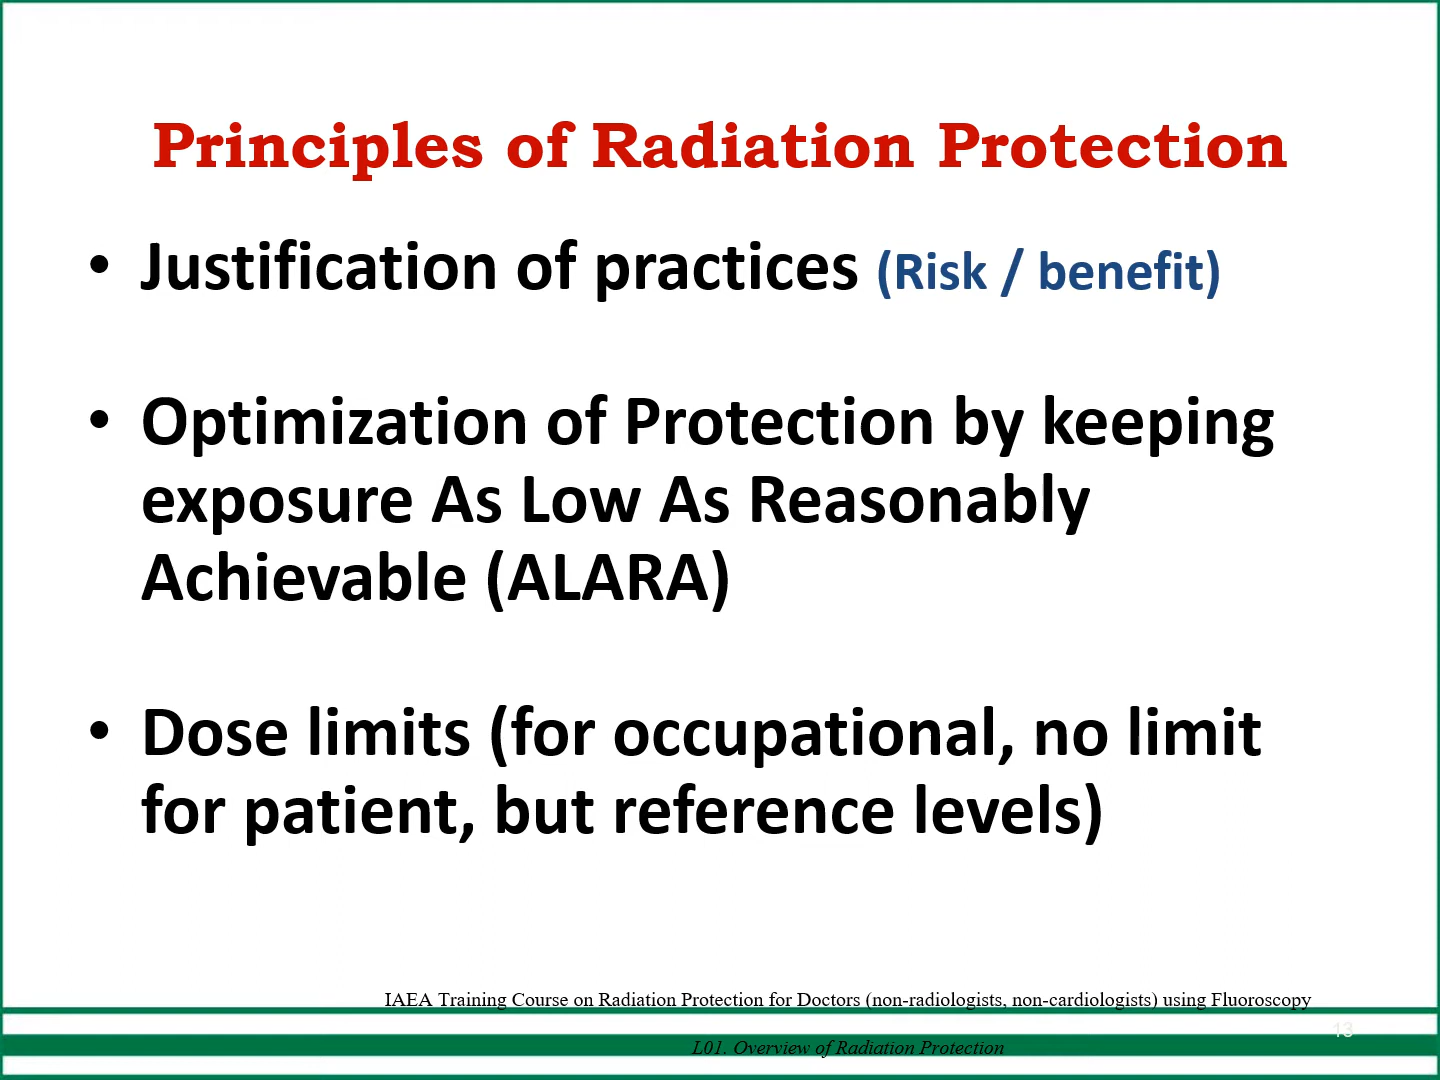 Principles of Radiation Protection
• Justification of practices (Risk / benefit)
• Optimization of Protection by keeping
exposure As Low As Reasonably
Achievable (ALARA)
• Dose limits (for occupational, no limit
for patient, but reference levels)
IAEA Training Course on Radiation Protection for Doctors (non-radiologists, non-cardiologists) using Fluoroscopy
13
L01. Overview of Radiation Protection